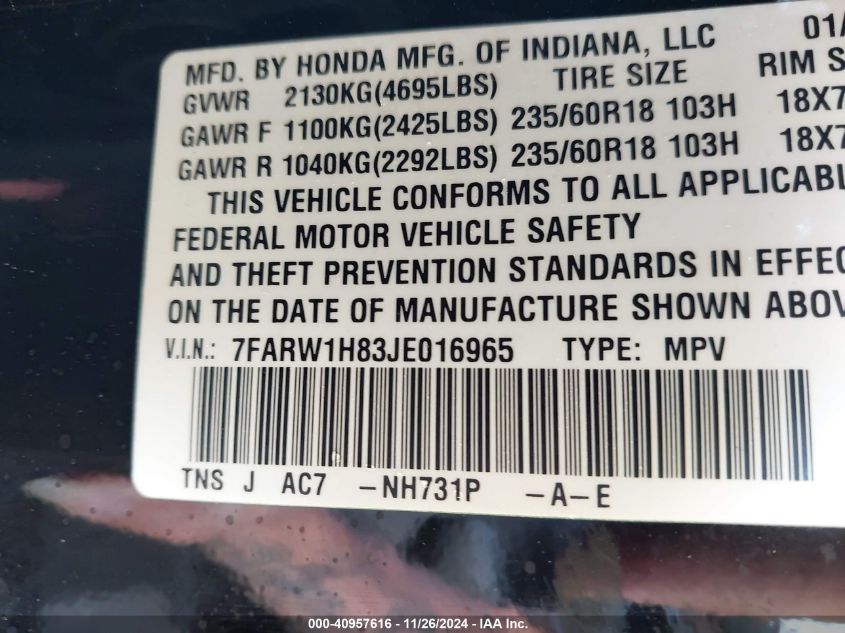 MFD. BY HONDA MFG. OF INDIANA, LLC 01/
GVWR 2130KG(4695LBS) TIRE SIZE RIM S
GAWR F 1100KG(2425LBS) 235/60R18 103H 18X7
GAWR R 1040KG(2292LBS) 235/60R18 103H 18X7
THIS VEHICLE CONFORMS TO ALL APPLICABL
FEDERAL MOTOR VEHICLE SAFETY
AND THEFT PREVENTION STANDARDS IN EFFEC
ON THE DATE OF MANUFACTURE SHOWN ABOV
V.I.N.: 7FARW1H83JE016965 TYPE: MPV
TNS J AC7 -NH731P -A-E
000-40957616 - 11/26/2024 - IAA Inc.